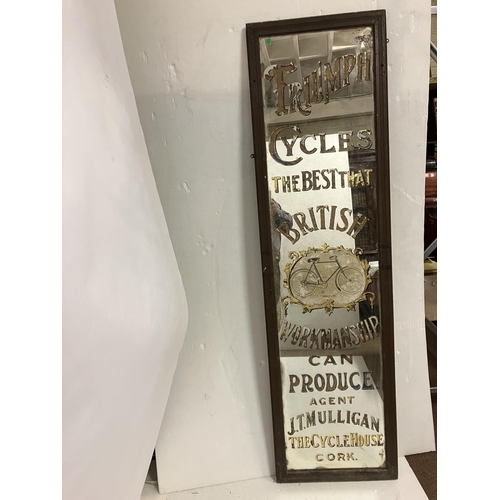 TRIUMPH
CYCLES
THE BEST THAT
BRITISH
WORKMANSHIP
CAN
PRODUCE
AGENT
J.T. MULLIGAN
THE CYCLE HOUSE
CORK.